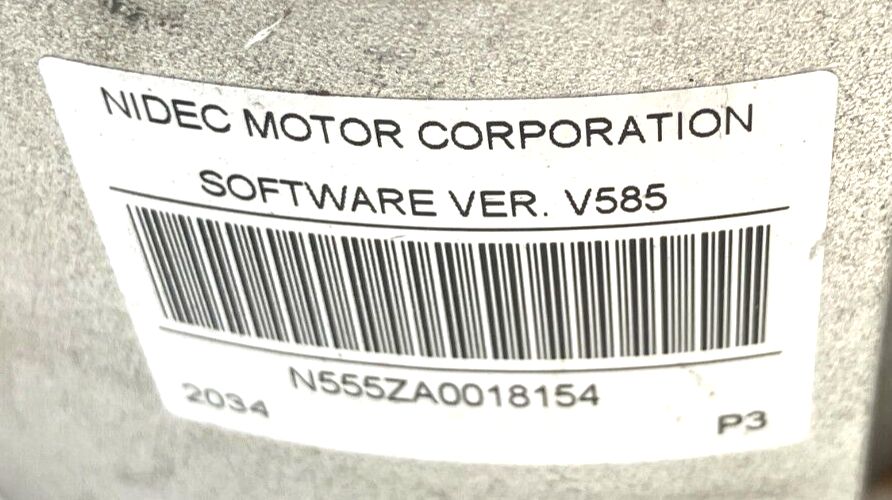 NIDEC MOTOR CORPORATION
SOFTWARE VER. V585
N555ZA0018154
2034 P3